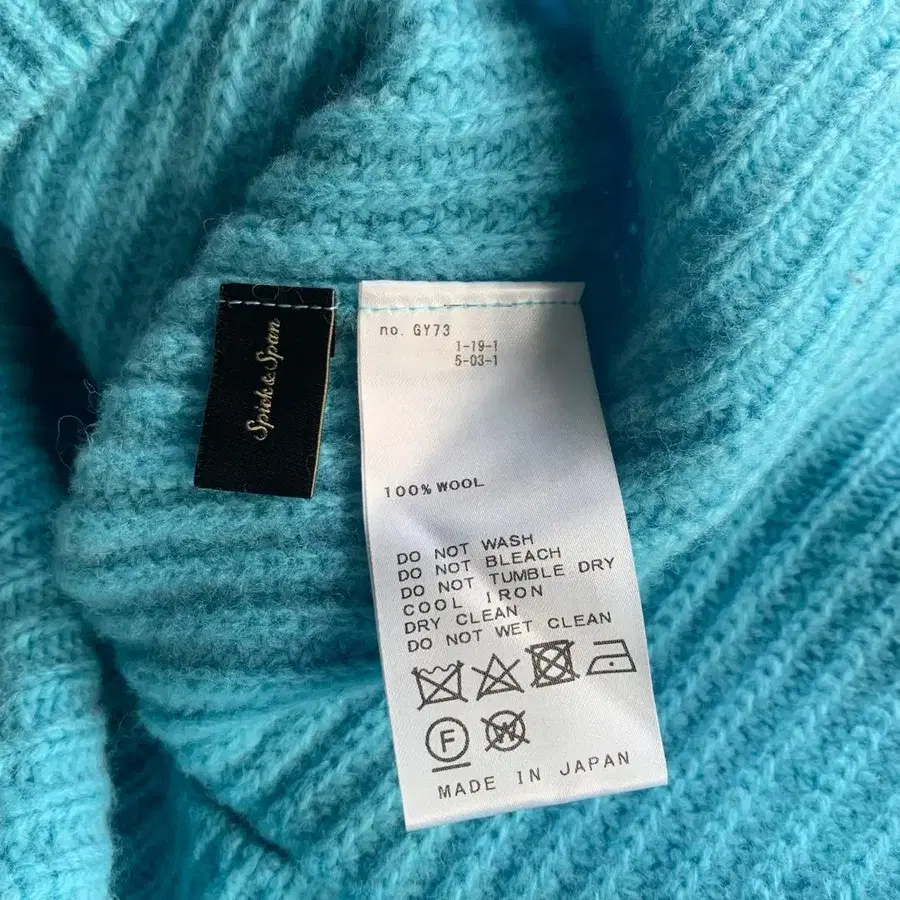 Spick & Span
no. GY73
1-19-1
5-03-1
100% WOOL
DO NOT WASH
DO NOT BLEACH
DO NOT TUMBLE DRY
COOL IRON
DRY CLEAN
DO NOT WET CLEAN
F W
MADE IN JAPAN